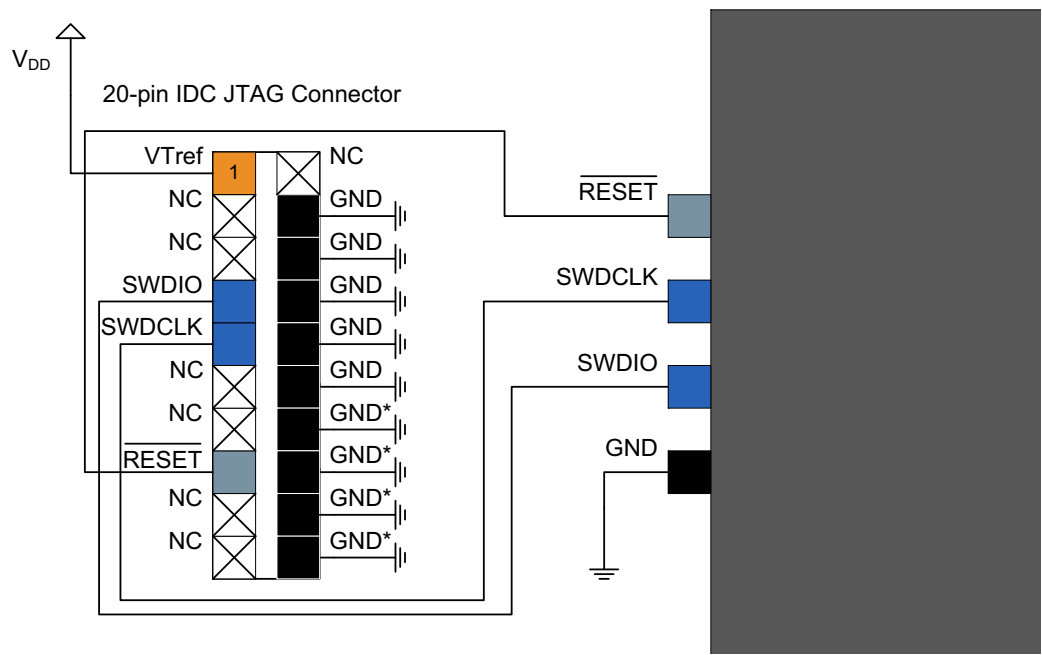 V_DD
20-pin IDC JTAG Connector
VTref
1
NC
NC
GND
NC
GND
SWDIO
GND
SWDCLK
GND
NC
GND
NC
GND*
RESET
GND*
NC
GND*
NC
GND*
RESET
SWDCLK
SWDIO
GND